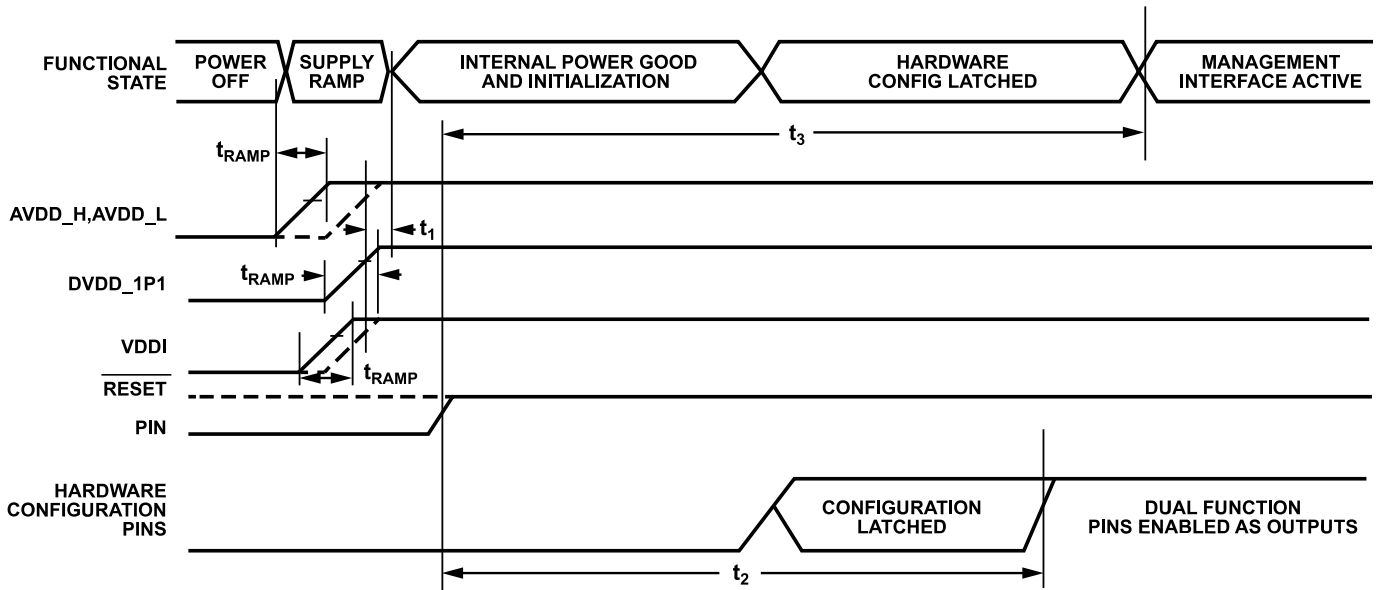 FUNCTIONAL
STATE
POWER
OFF
SUPPLY
RAMP
INTERNAL POWER GOOD
AND INITIALIZATION
HARDWARE
CONFIG LATCHED
MANAGEMENT
INTERFACE ACTIVE
t3
tRAMP
AVDD_H,AVDD_L
t1
tRAMP
DVDD_1P1
VDDI
tRAMP
RESET
PIN
HARDWARE
CONFIGURATION
PINS
CONFIGURATION
LATCHED
DUAL FUNCTION
PINS ENABLED AS OUTPUTS
t2